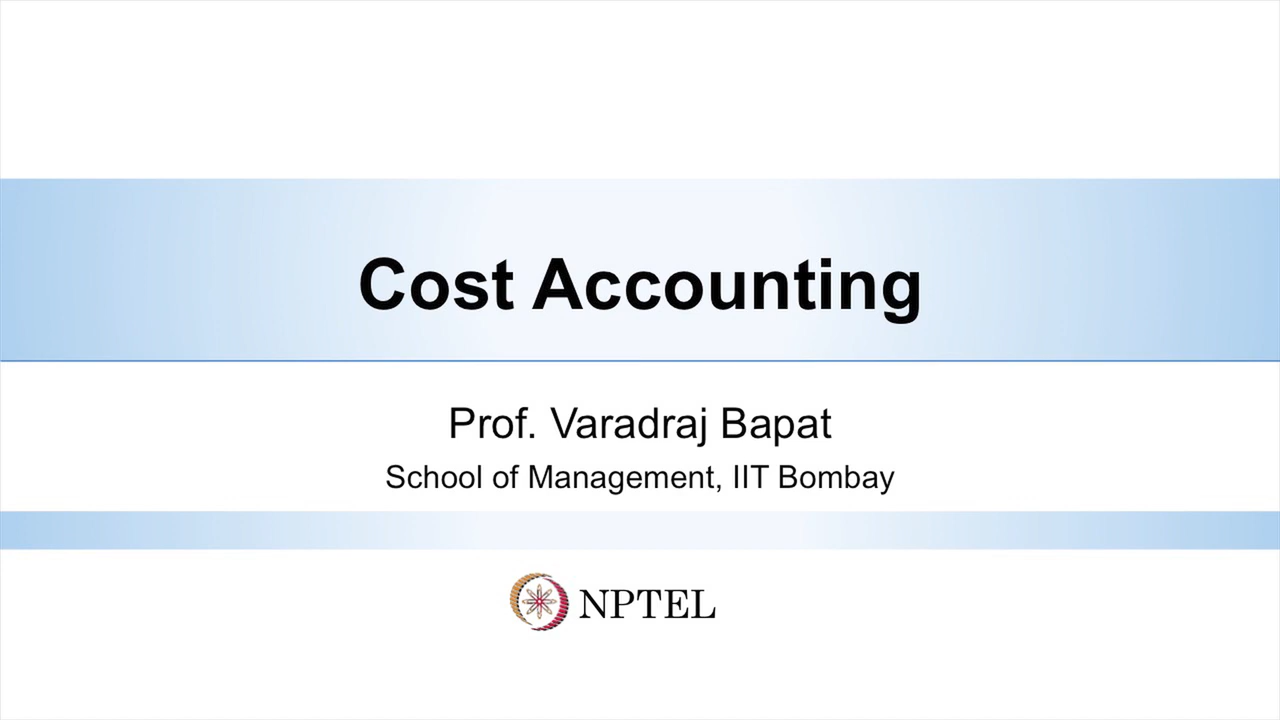 Cost Accounting
Prof. Varadraj Bapat
School of Management, IIT Bombay
NPTEL